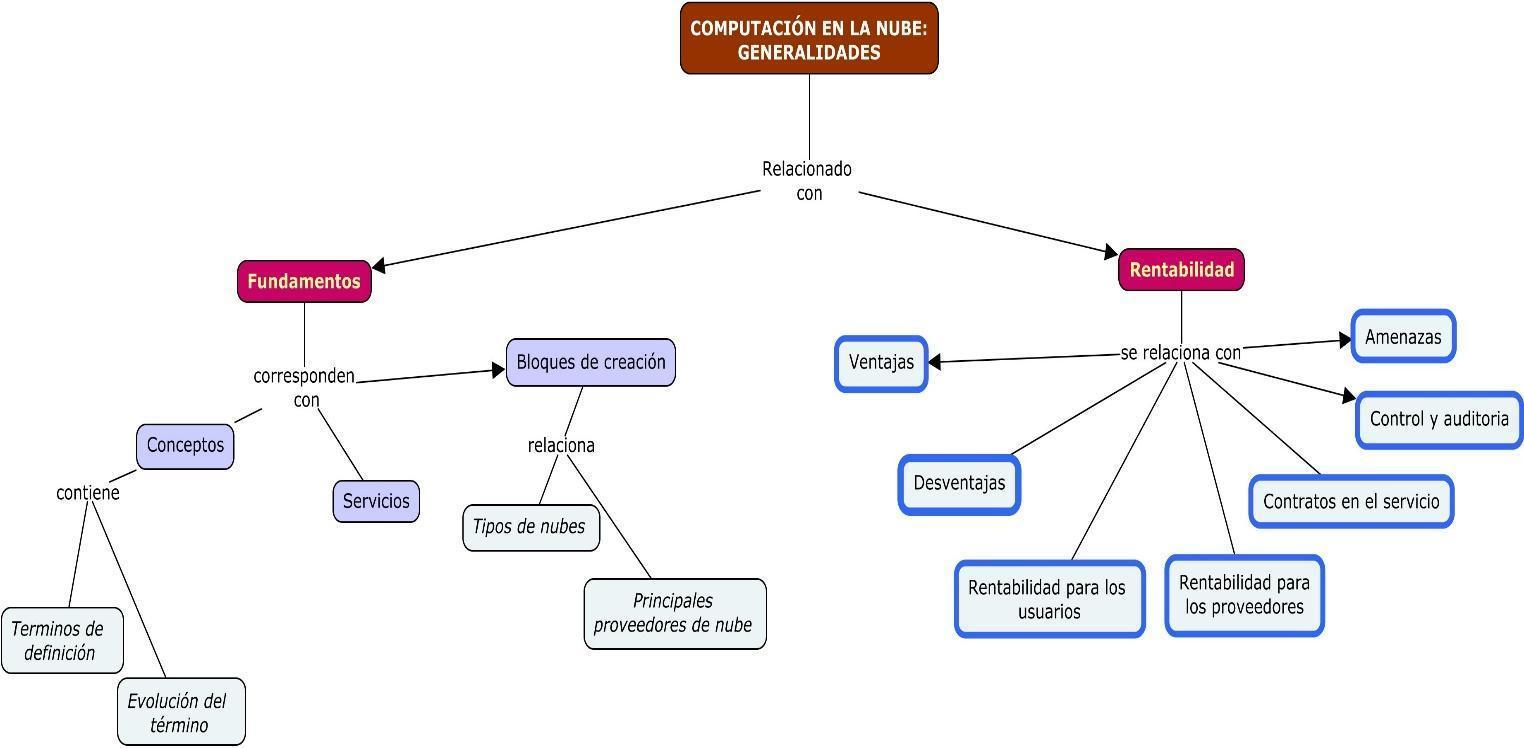 COMPUTACIÓN EN LA NUBE:
GENERALIDADES
Relacionado
con
Fundamentos
Rentabilidad
corresponden
con
Bloques de creación
Conceptos
Servicios
contiene
Terminos de
definición
Evolución del
término
relaciona
Tipos de nubes
Principales
proveedores de nube
se relaciona con
Ventajas
Amenazas
Control y auditoria
Desventajas
Contratos en el servicio
Rentabilidad para los
usuarios
Rentabilidad para
los proveedores